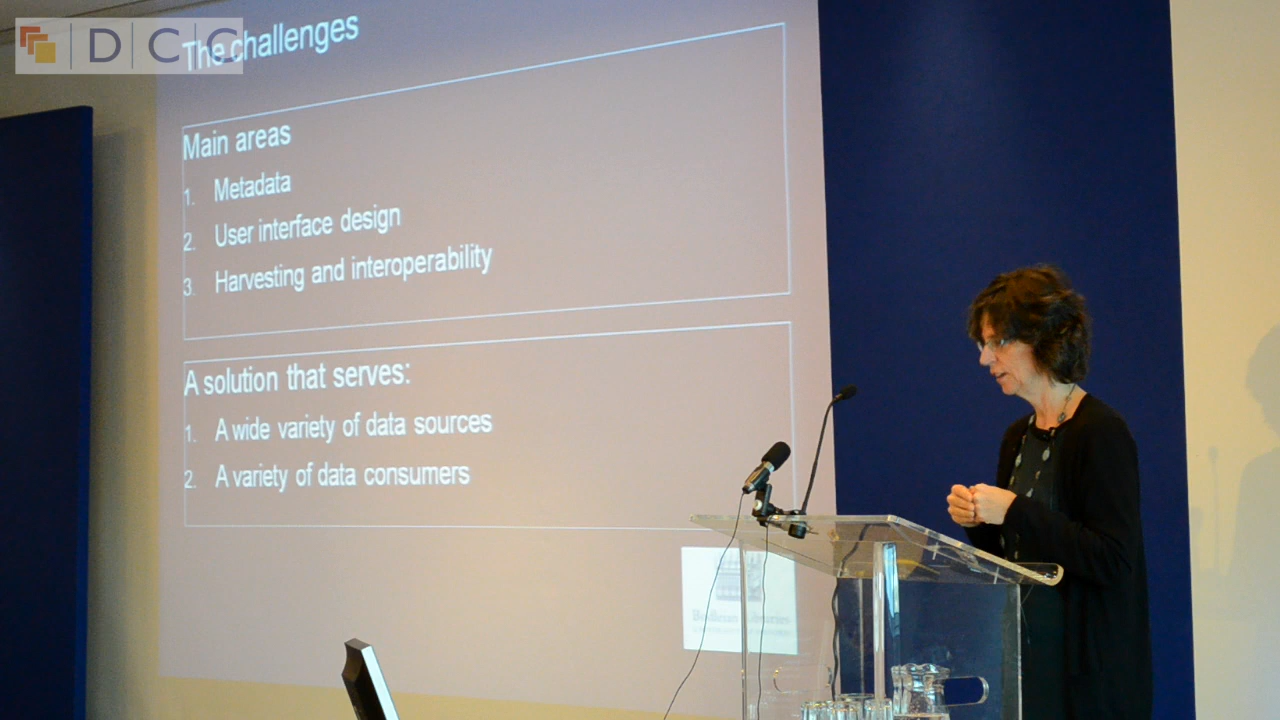 DCC
The challenges
Main areas
1. Metadata
2. User interface design
3. Harvesting and interoperability
A solution that serves:
1. A wide variety of data sources
2. A variety of data consumers